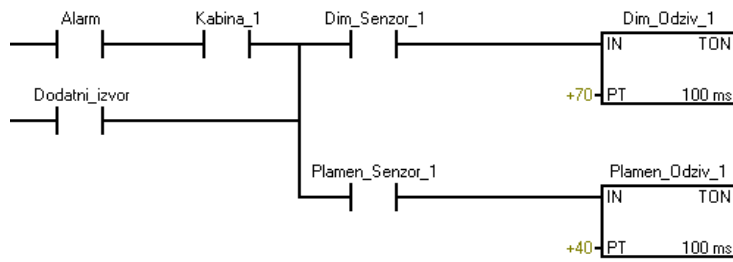 Alarm Kabina_1 Dim_Senzor_1 Dim_Odziv_1
IN TON
+70 PT 100 ms
Dodatni_izvor
Plamen_Senzor_1 Plamen_Odziv_1
IN TON
+40 PT 100 ms